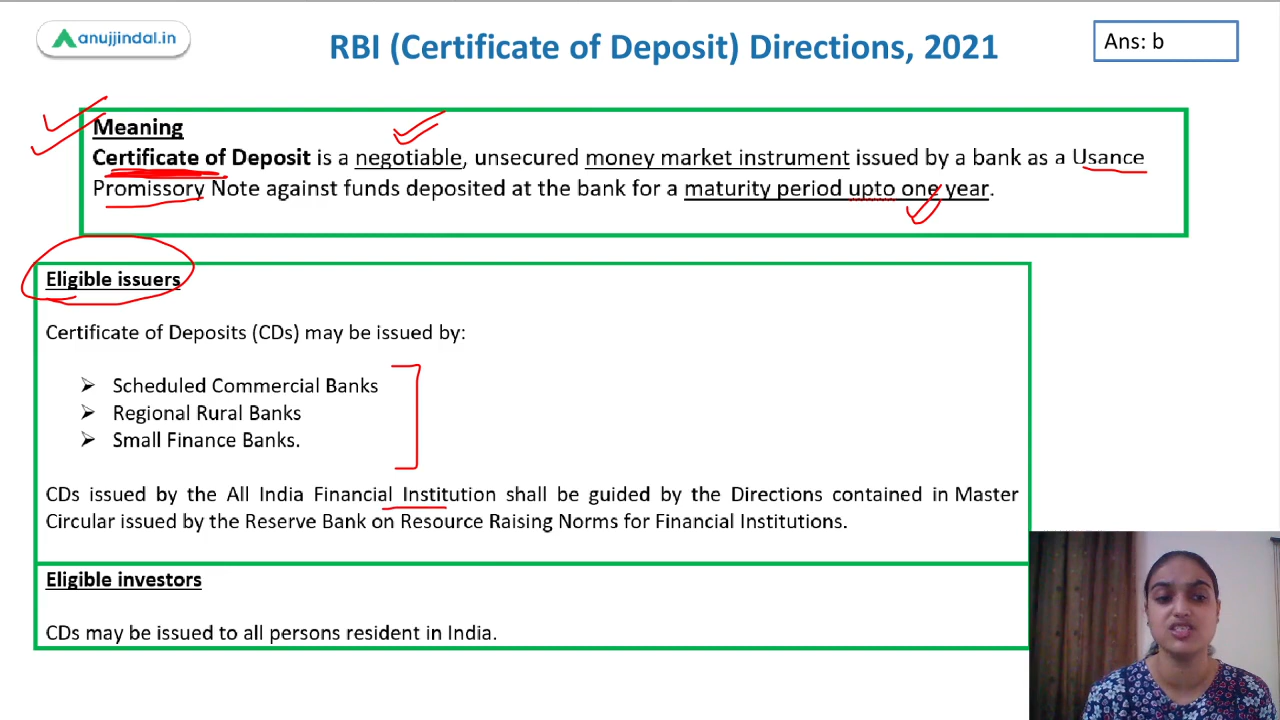 anujjindal.in
RBI (Certificate of Deposit) Directions, 2021
Ans: b
Meaning
Certificate of Deposit is a negotiable, unsecured money market instrument issued by a bank as a Usance
Promissory Note against funds deposited at the bank for a maturity period upto one year.
Eligible issuers
Certificate of Deposits (CDs) may be issued by:
➢ Scheduled Commercial Banks
➢ Regional Rural Banks
➢ Small Finance Banks.
CDs issued by the All India Financial Institution shall be guided by the Directions contained in Master
Circular issued by the Reserve Bank on Resource Raising Norms for Financial Institutions.
Eligible investors
CDs may be issued to all persons resident in India.